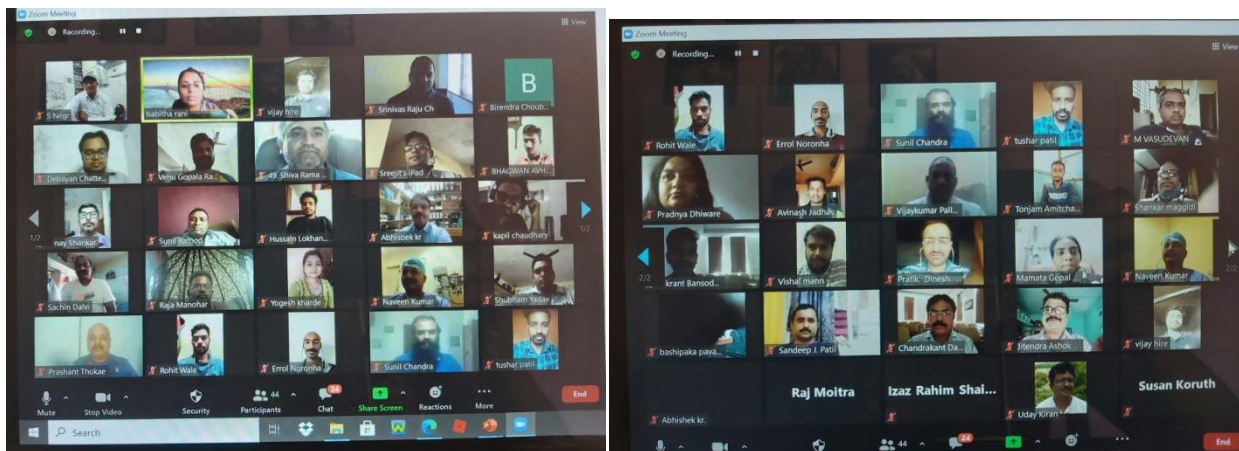 Zoom Meeting
View
Recording...
S Negi
babitha rani
vijay hire
Srinivas Raju Ch
B
Birendra Choub...
Debayan Chatte...
Venu Gopala Ra...
49. Shiva Rama ...
Sreejit's iPad
BHAGWAN AVH...
nay Shankar
Sunil Rathod
Hussain Lokhan...
Abhishek kr
kapil chaudhary
1/2
1/2
Sachin Dalvi
Raja Manohar
Yogesh kharde
Naveen Kumar
Shubham Yadav
Prashant Thokae
Rohit Wale
Errol Noronha
Sunil Chandra
tushar patil
44
24
Mute
Stop Video
Security
Participants
Chat
Share Screen
Reactions
More
End
Search
Zoom Meeting
View
Recording...
Rohit Wale
Errol Noronha
Sunil Chandra
tushar patil
M VASUDEVAN
Pradnya Dhiware
Avinash Jadhav
Vijaykumar Pall...
Tonjam Amitcha...
Shankar maggidi
2/2
krant Bansod...
Vishal mann
Pratik. Dinesh. ...
Mamata Gopal
Naveen Kumar
2/2
bashipaka pava...
Sandeep J. Patil
Chandrakant Da...
Jitendra Ashok ...
vijay hire
Abhishek kr.
Raj Moitra
Izaz Rahim Shai...
Uday Kiran
Susan Koruth
44
24
End